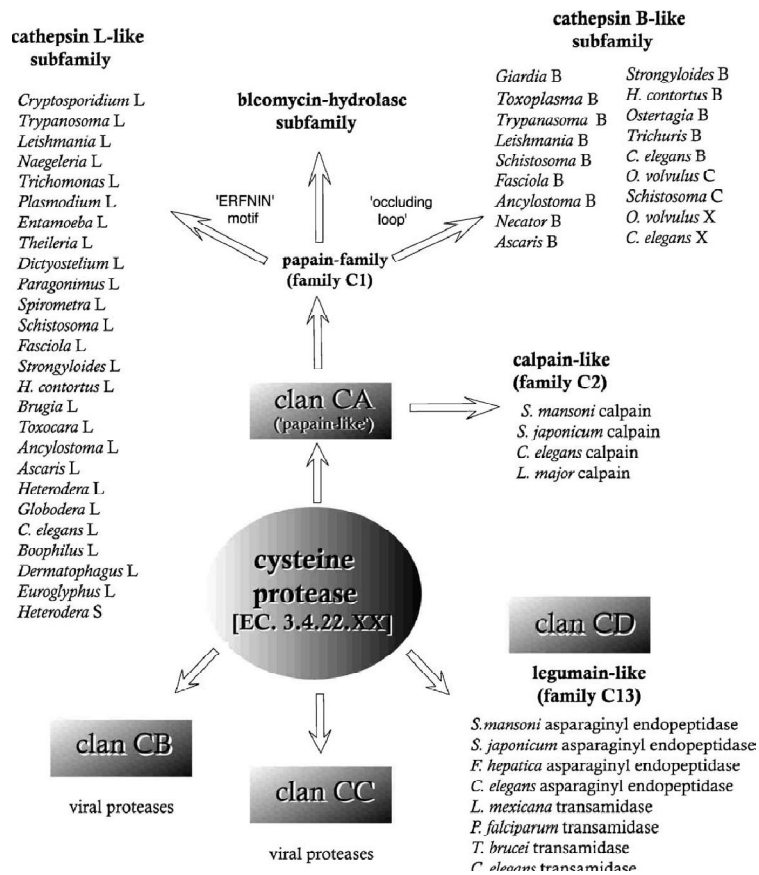 cathepsin L-like
subfamily
Cryptosporidium L
Trypanosoma L
Leishmania L
Naegeleria L
Trichomonas L
Plasmodium L
Entamoeba L
Theileria L
Dictyostelium L
Paragonimus L
Spirometra L
Schistosoma L
Fasciola L
Strongyloides L
H. contortus L
Brugia L
Toxocara L
Ancylostoma L
Ascaris L
Heterodera L
Globodera L
C. elegans L
Boophilus L
Dermatophagus L
Euroglyphus L
Heterodera S
blcomycin-hydrolasc
subfamily
'ERFNIN'
motif
'occluding
loop'
papain-family
(family C1)
cathepsin B-like
subfamily
Giardia B
Toxoplasma B
Trypanasoma B
Leishmania B
Schistosoma B
Fasciola B
Ancylostoma B
Necator B
Ascaris B
Strongyloides B
H. contortus B
Ostertagia B
Trichuris B
C. elegans B
O. volvulus C
Schistosoma C
O. volvulus X
C. elegans X
clan CA
('papain-like')
calpain-like
(family C2)
S. mansoni calpain
S. japonicum calpain
C. elegans calpain
L. major calpain
cysteine
protease
[EC. 3.4.22.XX]
clan CD
legumain-like
(family C13)
S.mansoni asparaginyl endopeptidase
S. japonicum asparaginyl endopeptidase
F. hepatica asparaginyl endopeptidase
C. elegans asparaginyl endopeptidase
L. mexicana transamidase
P. falciparum transamidase
T. brucei transamidase
C. elegans transamidase
clan CB
viral proteases
clan CC
viral proteases